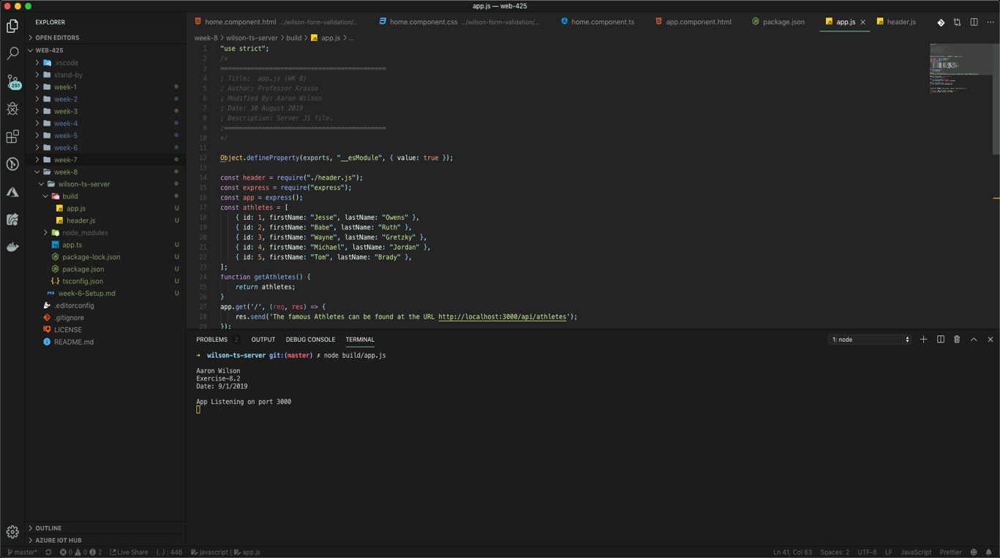 app.js — web-425
EXPLORER
OPEN EDITORS
WEB-425
.vscode
stand-by
week-1
week-2
week-3
week-4
week-5
week-6
week-7
week-8
wilson-ts-server
build
app.js U
header.js U
node_modules
app.ts U
package-lock.json U
package.json U
tsconfig.json U
week-6-Setup.md U
.editorconfig
.gitignore
LICENSE
README.md
OUTLINE
AZURE IOT HUB
251
home.component.html .../wilson-form-validation/... home.component.css .../wilson-form-validation/... home.component.ts app.component.html package.json app.js header.js
week-8 > wilson-ts-server > build > app.js > ...
1 "use strict";
2 /*
3 ============================================
4 ; Title:  app.js (WK 8)
5 ; Author: Professor Krasso
6 ; Modified By: Aaron Wilson
7 ; Date: 30 August 2019
8 ; Description: Server JS file.
9 ;===========================================
10 */
11
12 Object.defineProperty(exports, "__esModule", { value: true });
13
14 const header = require("./header.js");
15 const express = require("express");
16 const app = express();
17 const athletes = [
18 { id: 1, firstName: "Jesse", lastName: "Owens" },
19 { id: 2, firstName: "Babe", lastName: "Ruth" },
20 { id: 3, firstName: "Wayne", lastName: "Gretzky" },
21 { id: 4, firstName: "Michael", lastName: "Jordan" },
22 { id: 5, firstName: "Tom", lastName: "Brady" },
23 ];
24 function getAthletes() {
25 return athletes;
26 }
27 app.get('/', (req, res) => {
28 res.send('The famous Athletes can be found at the URL http://localhost:3000/api/athletes');
29 });
PROBLEMS 2 OUTPUT DEBUG CONSOLE TERMINAL 1: node
→ wilson-ts-server git:(master) ✗ node build/app.js
Aaron Wilson
Exercise-8.2
Date: 9/1/2019
App Listening on port 3000
master* 0 0 2 Live Share {..} : 446 javascript | app.js Ln 41, Col 63 Spaces: 2 UTF-8 LF JavaScript Prettier